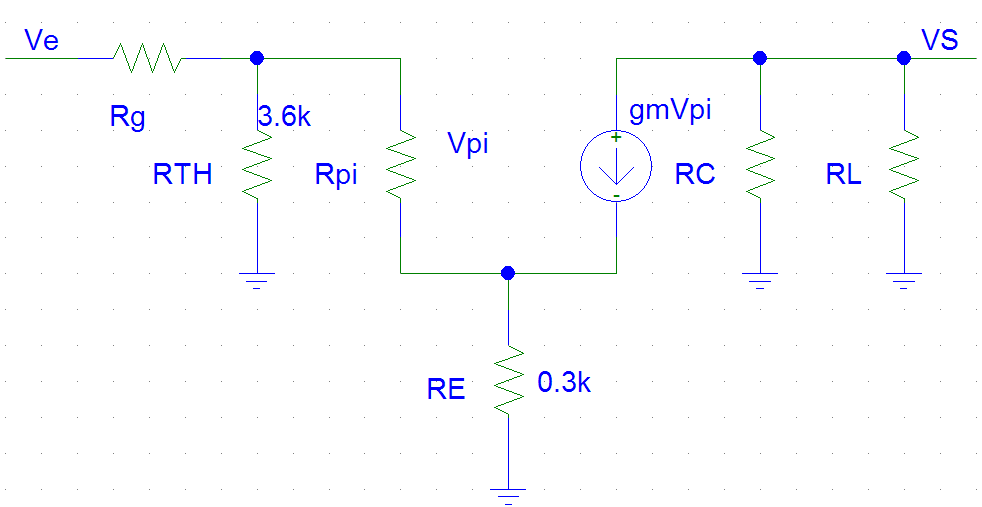 Ve
VS
Rg
3.6k
gmVpi
Vpi
RTH
Rpi
RC
RL
+
-
RE
0.3k